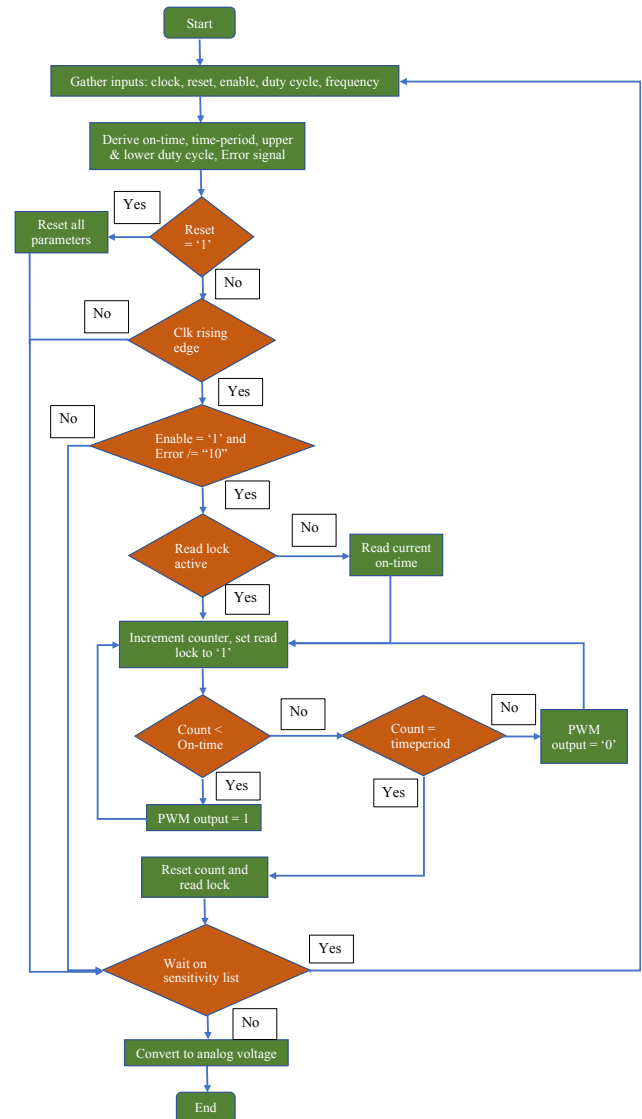 Start
Gather inputs: clock, reset, enable, duty cycle, frequency
Derive on-time, time-period, upper
& lower duty cycle, Error signal
Yes
Reset all
parameters
Reset
= ‘1’
No
No
Clk rising
edge
Yes
No
Enable = ‘1’ and
Error /= “10”
Yes
Read lock
active
No
Read current
on-time
Yes
Increment counter, set read
lock to ‘1’
Count <
On-time
No
Count =
timeperiod
No
PWM
output = ‘0’
Yes
Yes
PWM output = 1
Reset count and
read lock
Wait on
sensitivity list
Yes
No
Convert to analog voltage
End